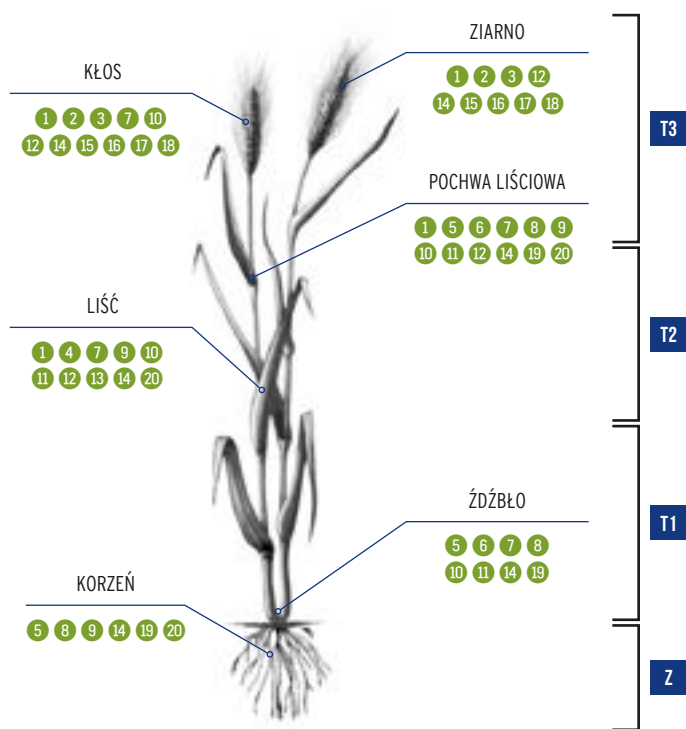 KŁOS
1 2 3 7 10
12 14 15 16 17 18
ZIARNO
1 2 3 12
14 15 16 17 18
T3
POCHWA LIŚCIOWA
1 5 6 7 8 9
10 11 12 14 19 20
LIŚĆ
1 4 7 9 10
11 12 13 14 20
T2
ŹDŹBŁO
5 6 7 8
10 11 14 19
T1
KORZEŃ
5 8 9 14 19 20
Z